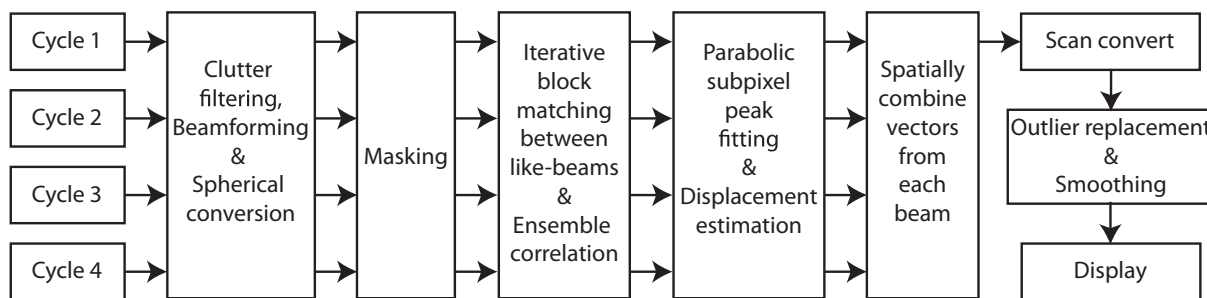 Cycle 1
Cycle 2
Cycle 3
Cycle 4
Clutter
filtering,
Beamforming
&
Spherical
conversion
Masking
Iterative
block
matching
between
like-beams
&
Ensemble
correlation
Parabolic
subpixel
peak
fitting
&
Displacement
estimation
Spatially
combine
vectors
from
each
beam
Scan convert
Outlier replacement
&
Smoothing
Display